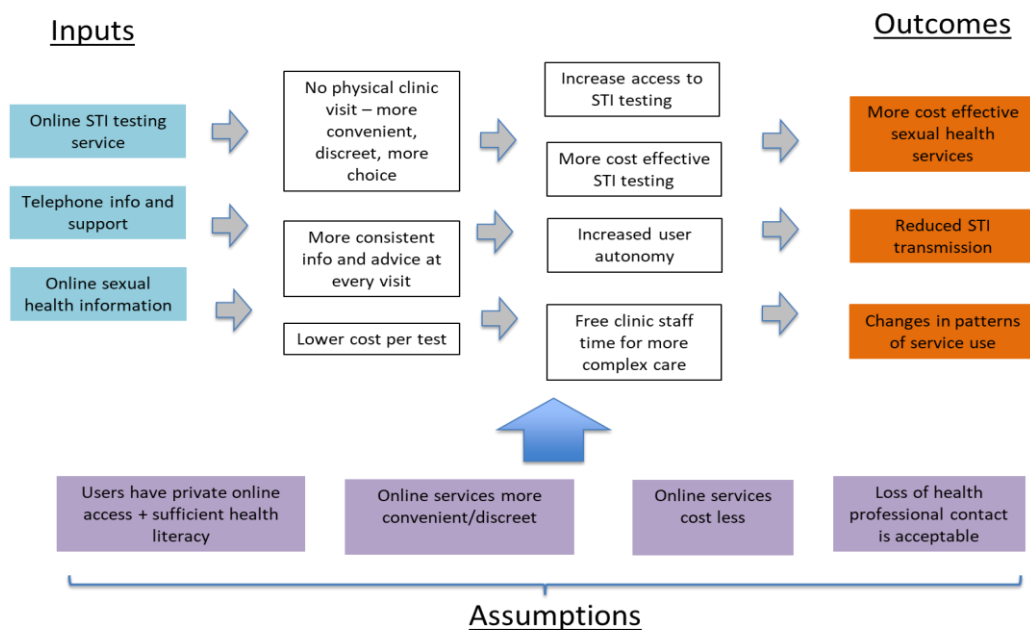 Inputs
Outcomes
Online STI testing
service
Telephone info and
support
Online sexual
health information
No physical clinic
visit – more
convenient,
discreet, more
choice
More consistent
info and advice at
every visit
Lower cost per test
Increase access to
STI testing
More cost effective
STI testing
Increased user
autonomy
Free clinic staff
time for more
complex care
More cost effective
sexual health
services
Reduced STI
transmission
Changes in patterns
of service use
Users have private online
access + sufficient health
literacy
Online services more
convenient/discreet
Online services
cost less
Loss of health
professional contact
is acceptable
Assumptions